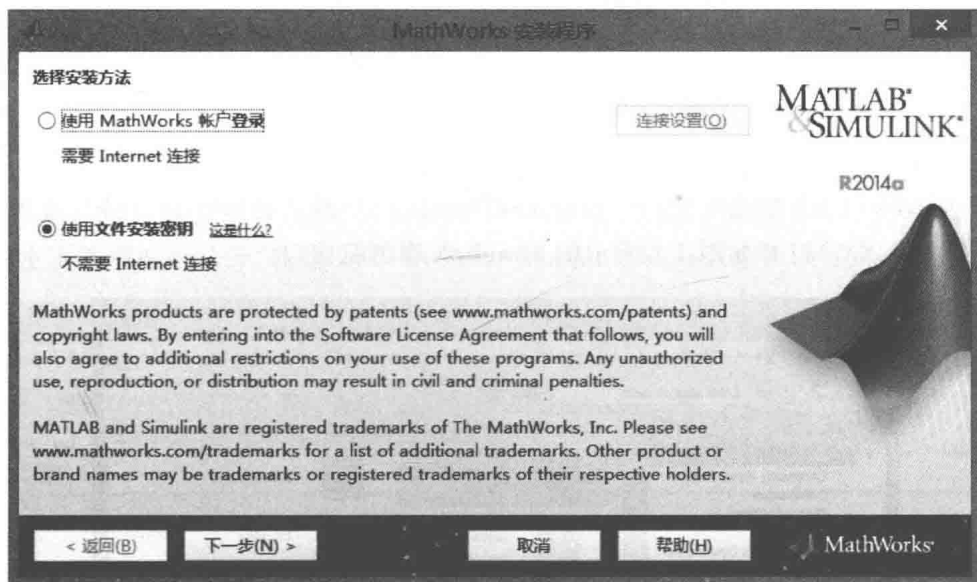 MathWorks 安装程序
选择安装方法
使用 MathWorks 帐户登录
连接设置(O)
需要 Internet 连接
MATLAB®
&SIMULINK®
R2014a
使用文件安装密钥 这是什么?
不需要 Internet 连接
MathWorks products are protected by patents (see www.mathworks.com/patents) and
copyright laws. By entering into the Software License Agreement that follows, you will
also agree to additional restrictions on your use of these programs. Any unauthorized
use, reproduction, or distribution may result in civil and criminal penalties.
MATLAB and Simulink are registered trademarks of The MathWorks, Inc. Please see
www.mathworks.com/trademarks for a list of additional trademarks. Other product or
brand names may be trademarks or registered trademarks of their respective holders.
< 返回(B) 下一步(N) > 取消 帮助(H) MathWorks®